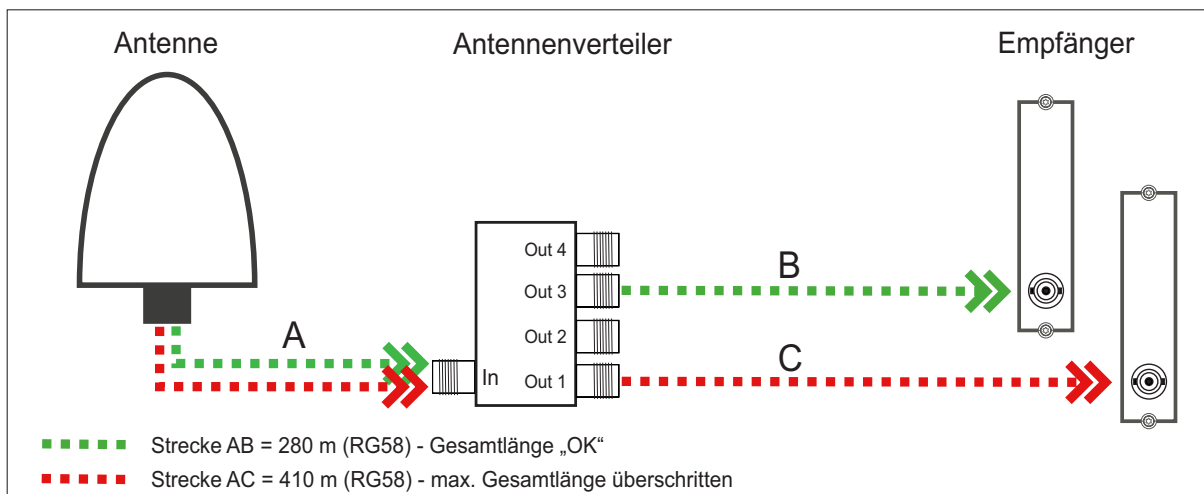 Antenne
Antennenverteiler
Empfänger
Out 4
Out 3
B
Out 2
A
C
In
Out 1
Strecke AB = 280 m (RG58) - Gesamtlänge „OK“
Strecke AC = 410 m (RG58) - max. Gesamtlänge überschritten